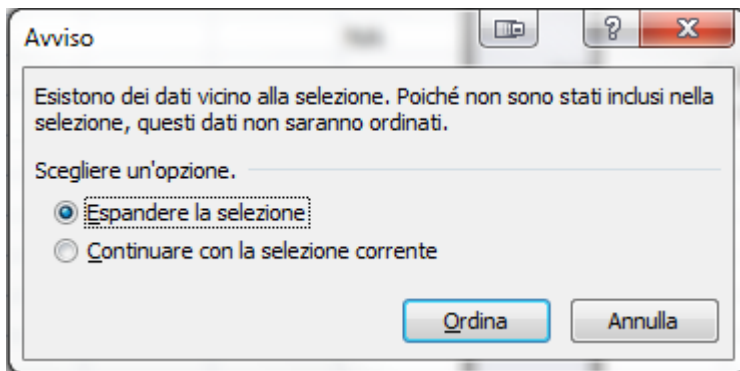 Avviso
Esistono dei dati vicino alla selezione. Poiché non sono stati inclusi nella
selezione, questi dati non saranno ordinati.
Scegliere un'opzione.
Espandere la selezione
Continuare con la selezione corrente
Ordina
Annulla